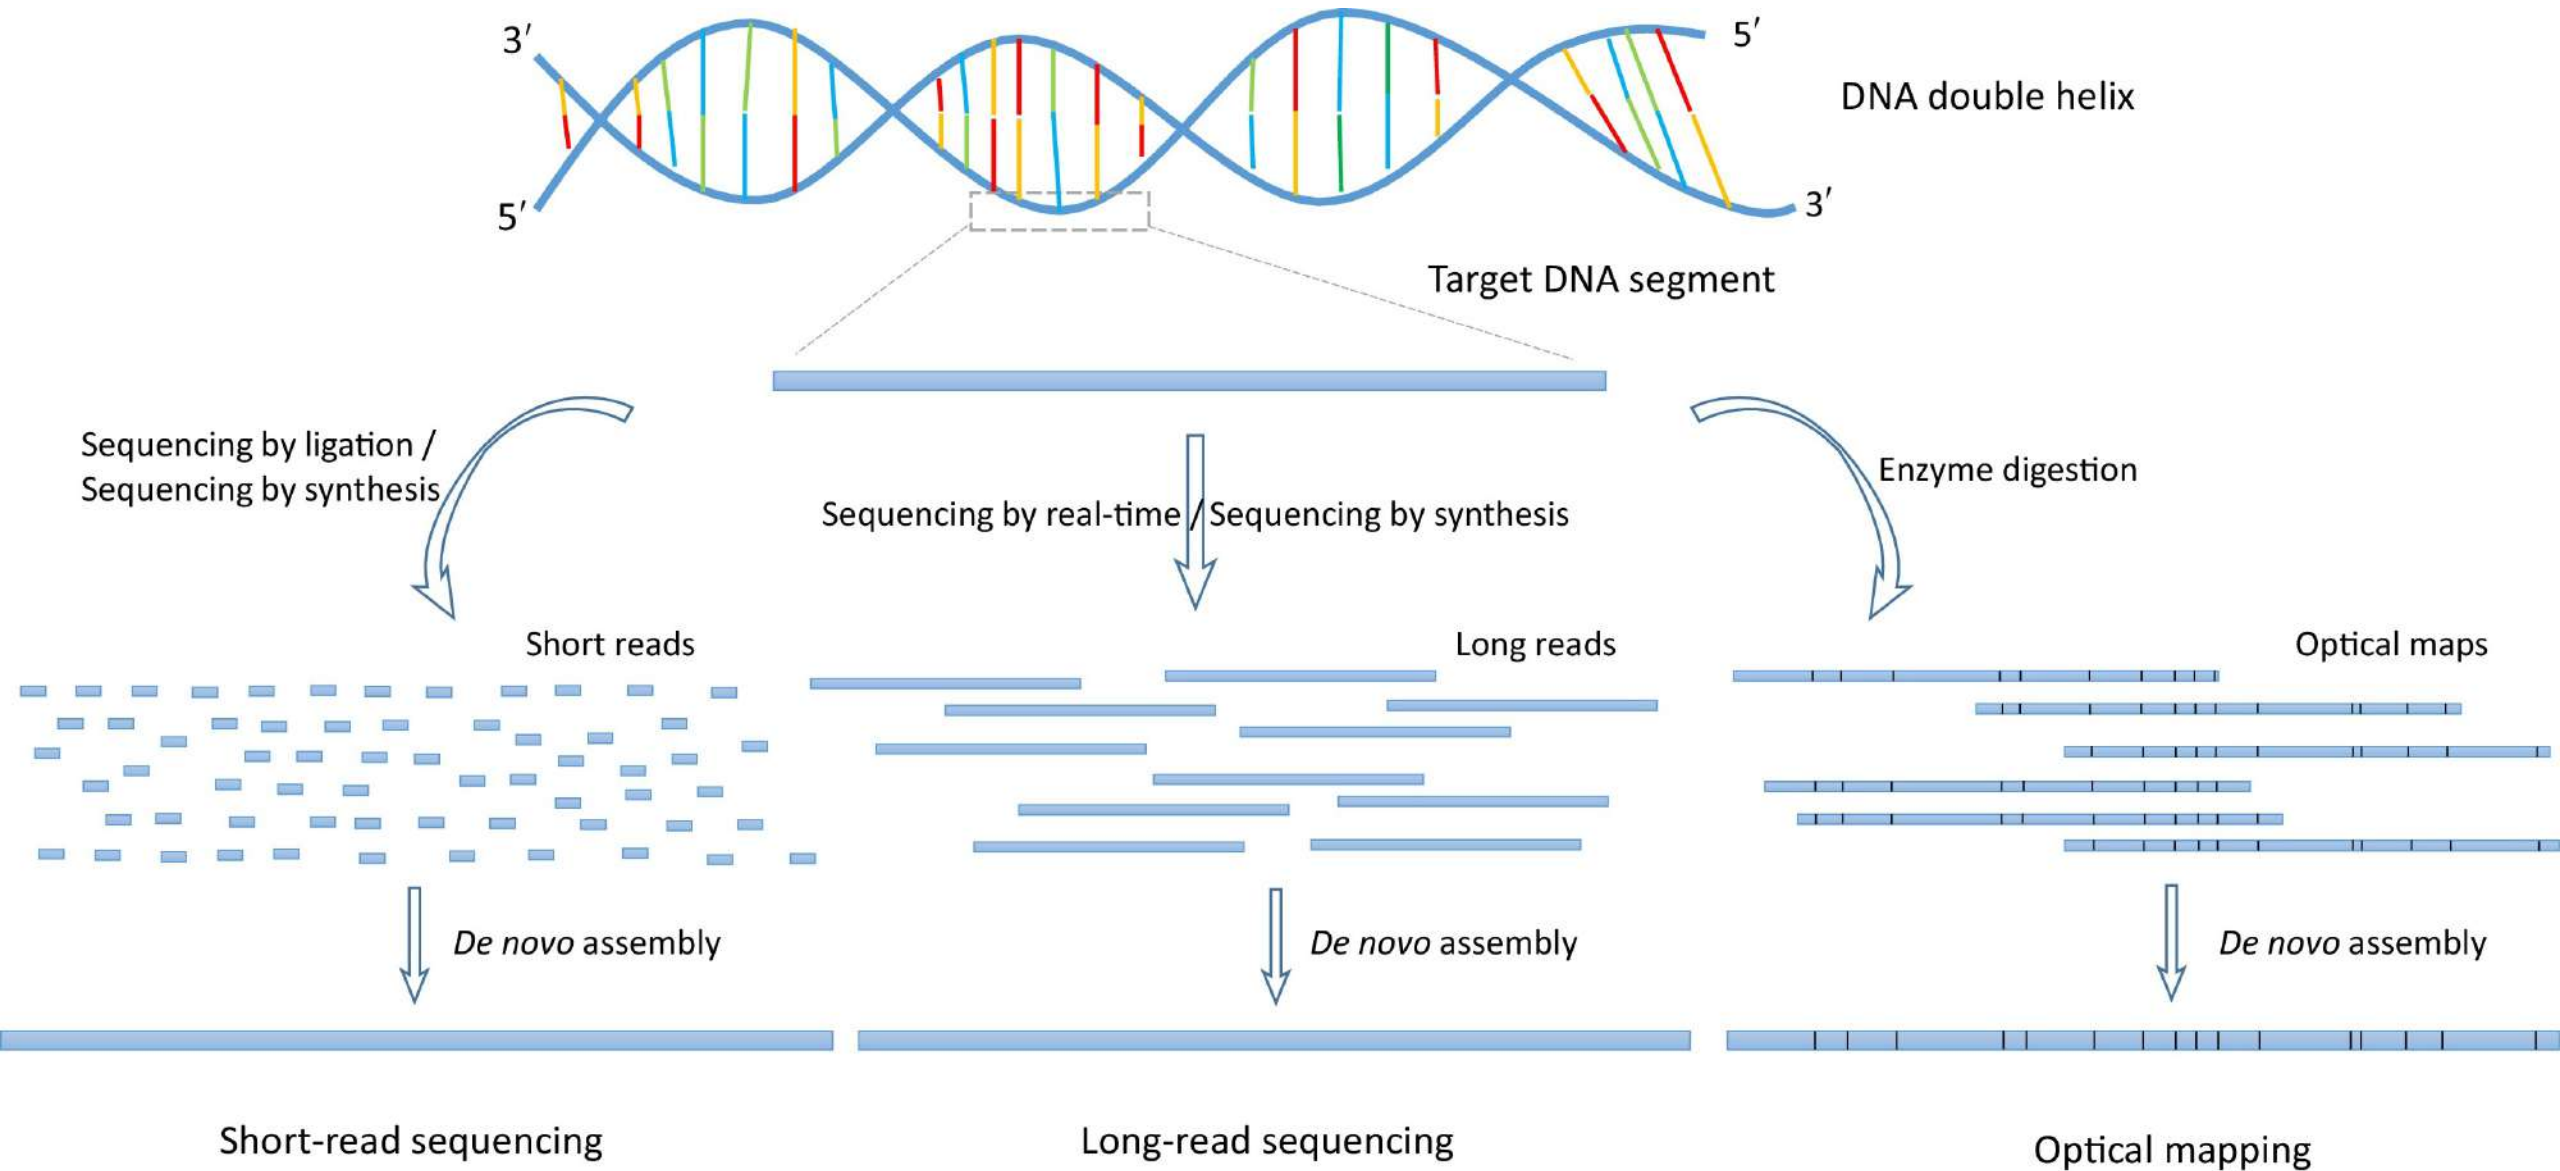 3′
5′
DNA double helix
5′
3′
Target DNA segment
Sequencing by ligation /
Sequencing by synthesis
Sequencing by real-time / Sequencing by synthesis
Enzyme digestion
Short reads
Long reads
Optical maps
De novo assembly
De novo assembly
De novo assembly
Short-read sequencing
Long-read sequencing
Optical mapping